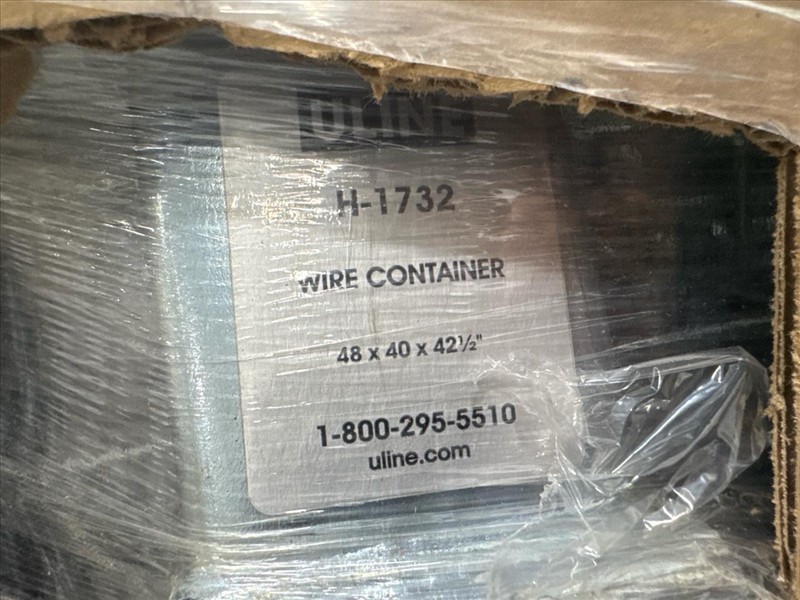 ULINE
H-1732
WIRE CONTAINER
48 x 40 x 42½"
1-800-295-5510
uline.com